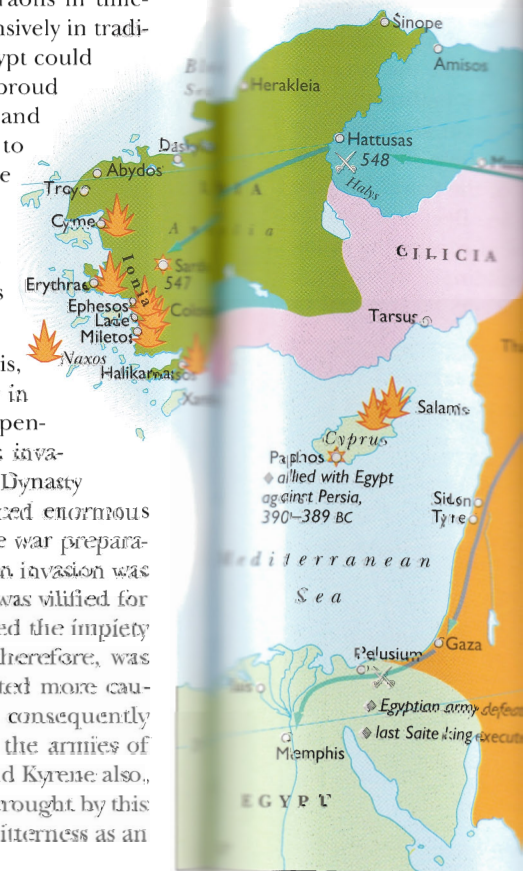 nsively in tradi-
ypt could
proud
and
to
e
s
is,
in
pen-
inva-
Dynasty
ced enormous
e war prepara-
n invasion was
was vilified for
ed the impiety
herefore, was
ted more cau-
consequently
the armies of
d Kyrene also,
rought by this
itterness as an
Sinope
Amisos
Herakleia
Hattusas
548
Halys
Abydos
Troy
Cyme
Ionia
547
Erythrae
Ephesos
Lade
Miletos
Naxos
Halikarnassos
CILICIA
Tarsus
Salamis
Cyprus
Paphos
allied with Egypt
against Persia,
390–389 BC
Sidon
Tyre
Mediterranean
Sea
Gaza
Pelusium
Egyptian army
last Saite king
Memphis
EGYPT